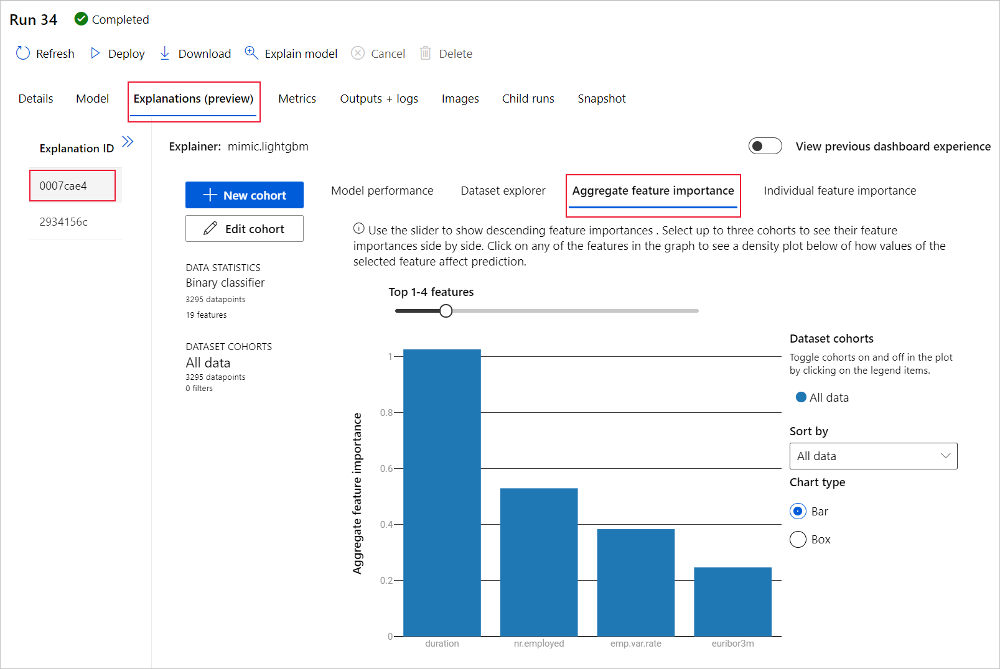 Run 34
Completed
Refresh
Deploy
Download
Explain model
Cancel
Delete
Details
Model
Explanations (preview)
Metrics
Outputs + logs
Images
Child runs
Snapshot
Explanation ID
0007cae4
2934156c
Explainer: mimic.lightgbm
View previous dashboard experience
New cohort
Edit cohort
DATA STATISTICS
Binary classifier
3295 datapoints
19 features
DATASET COHORTS
All data
3295 datapoints
0 filters
Model performance
Dataset explorer
Aggregate feature importance
Individual feature importance
Use the slider to show descending feature importances . Select up to three cohorts to see their feature
importances side by side. Click on any of the features in the graph to see a density plot below of how values of the
selected feature affect prediction.
Top 1-4 features
Aggregate feature importance
1
0.8
0.6
0.4
0.2
0
duration
nr.employed
emp.var.rate
euribor3m
Dataset cohorts
Toggle cohorts on and off in the plot
by clicking on the legend items.
All data
Sort by
All data
Chart type
Bar
Box